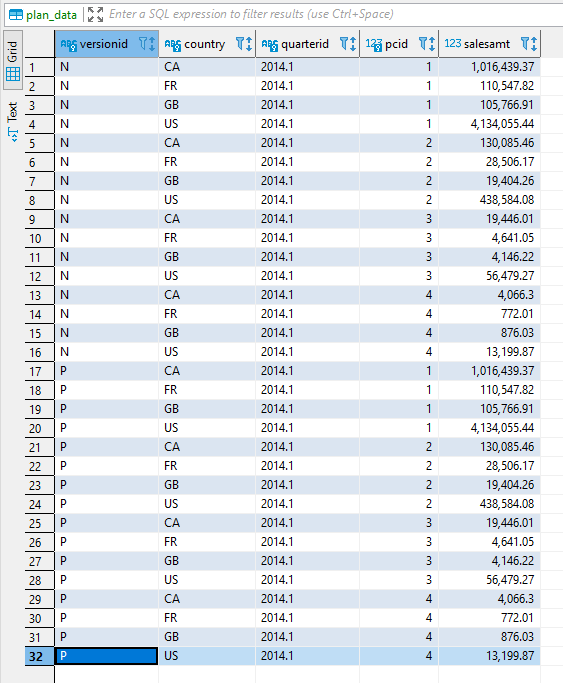 plan_data Enter a SQL expression to filter results (use Ctrl+Space)
Grid
Text
ABC versionid ABC country ABC quarterid 123 pcid 123 salesamt
1 N CA 2014.1 1 1,016,439.37
2 N FR 2014.1 1 110,547.82
3 N GB 2014.1 1 105,766.91
4 N US 2014.1 1 4,134,055.44
5 N CA 2014.1 2 130,085.46
6 N FR 2014.1 2 28,506.17
7 N GB 2014.1 2 19,404.26
8 N US 2014.1 2 438,584.08
9 N CA 2014.1 3 19,446.01
10 N FR 2014.1 3 4,641.05
11 N GB 2014.1 3 4,146.22
12 N US 2014.1 3 56,479.27
13 N CA 2014.1 4 4,066.3
14 N FR 2014.1 4 772.01
15 N GB 2014.1 4 876.03
16 N US 2014.1 4 13,199.87
17 P CA 2014.1 1 1,016,439.37
18 P FR 2014.1 1 110,547.82
19 P GB 2014.1 1 105,766.91
20 P US 2014.1 1 4,134,055.44
21 P CA 2014.1 2 130,085.46
22 P FR 2014.1 2 28,506.17
23 P GB 2014.1 2 19,404.26
24 P US 2014.1 2 438,584.08
25 P CA 2014.1 3 19,446.01
26 P FR 2014.1 3 4,641.05
27 P GB 2014.1 3 4,146.22
28 P US 2014.1 3 56,479.27
29 P CA 2014.1 4 4,066.3
30 P FR 2014.1 4 772.01
31 P GB 2014.1 4 876.03
32 P US 2014.1 4 13,199.87